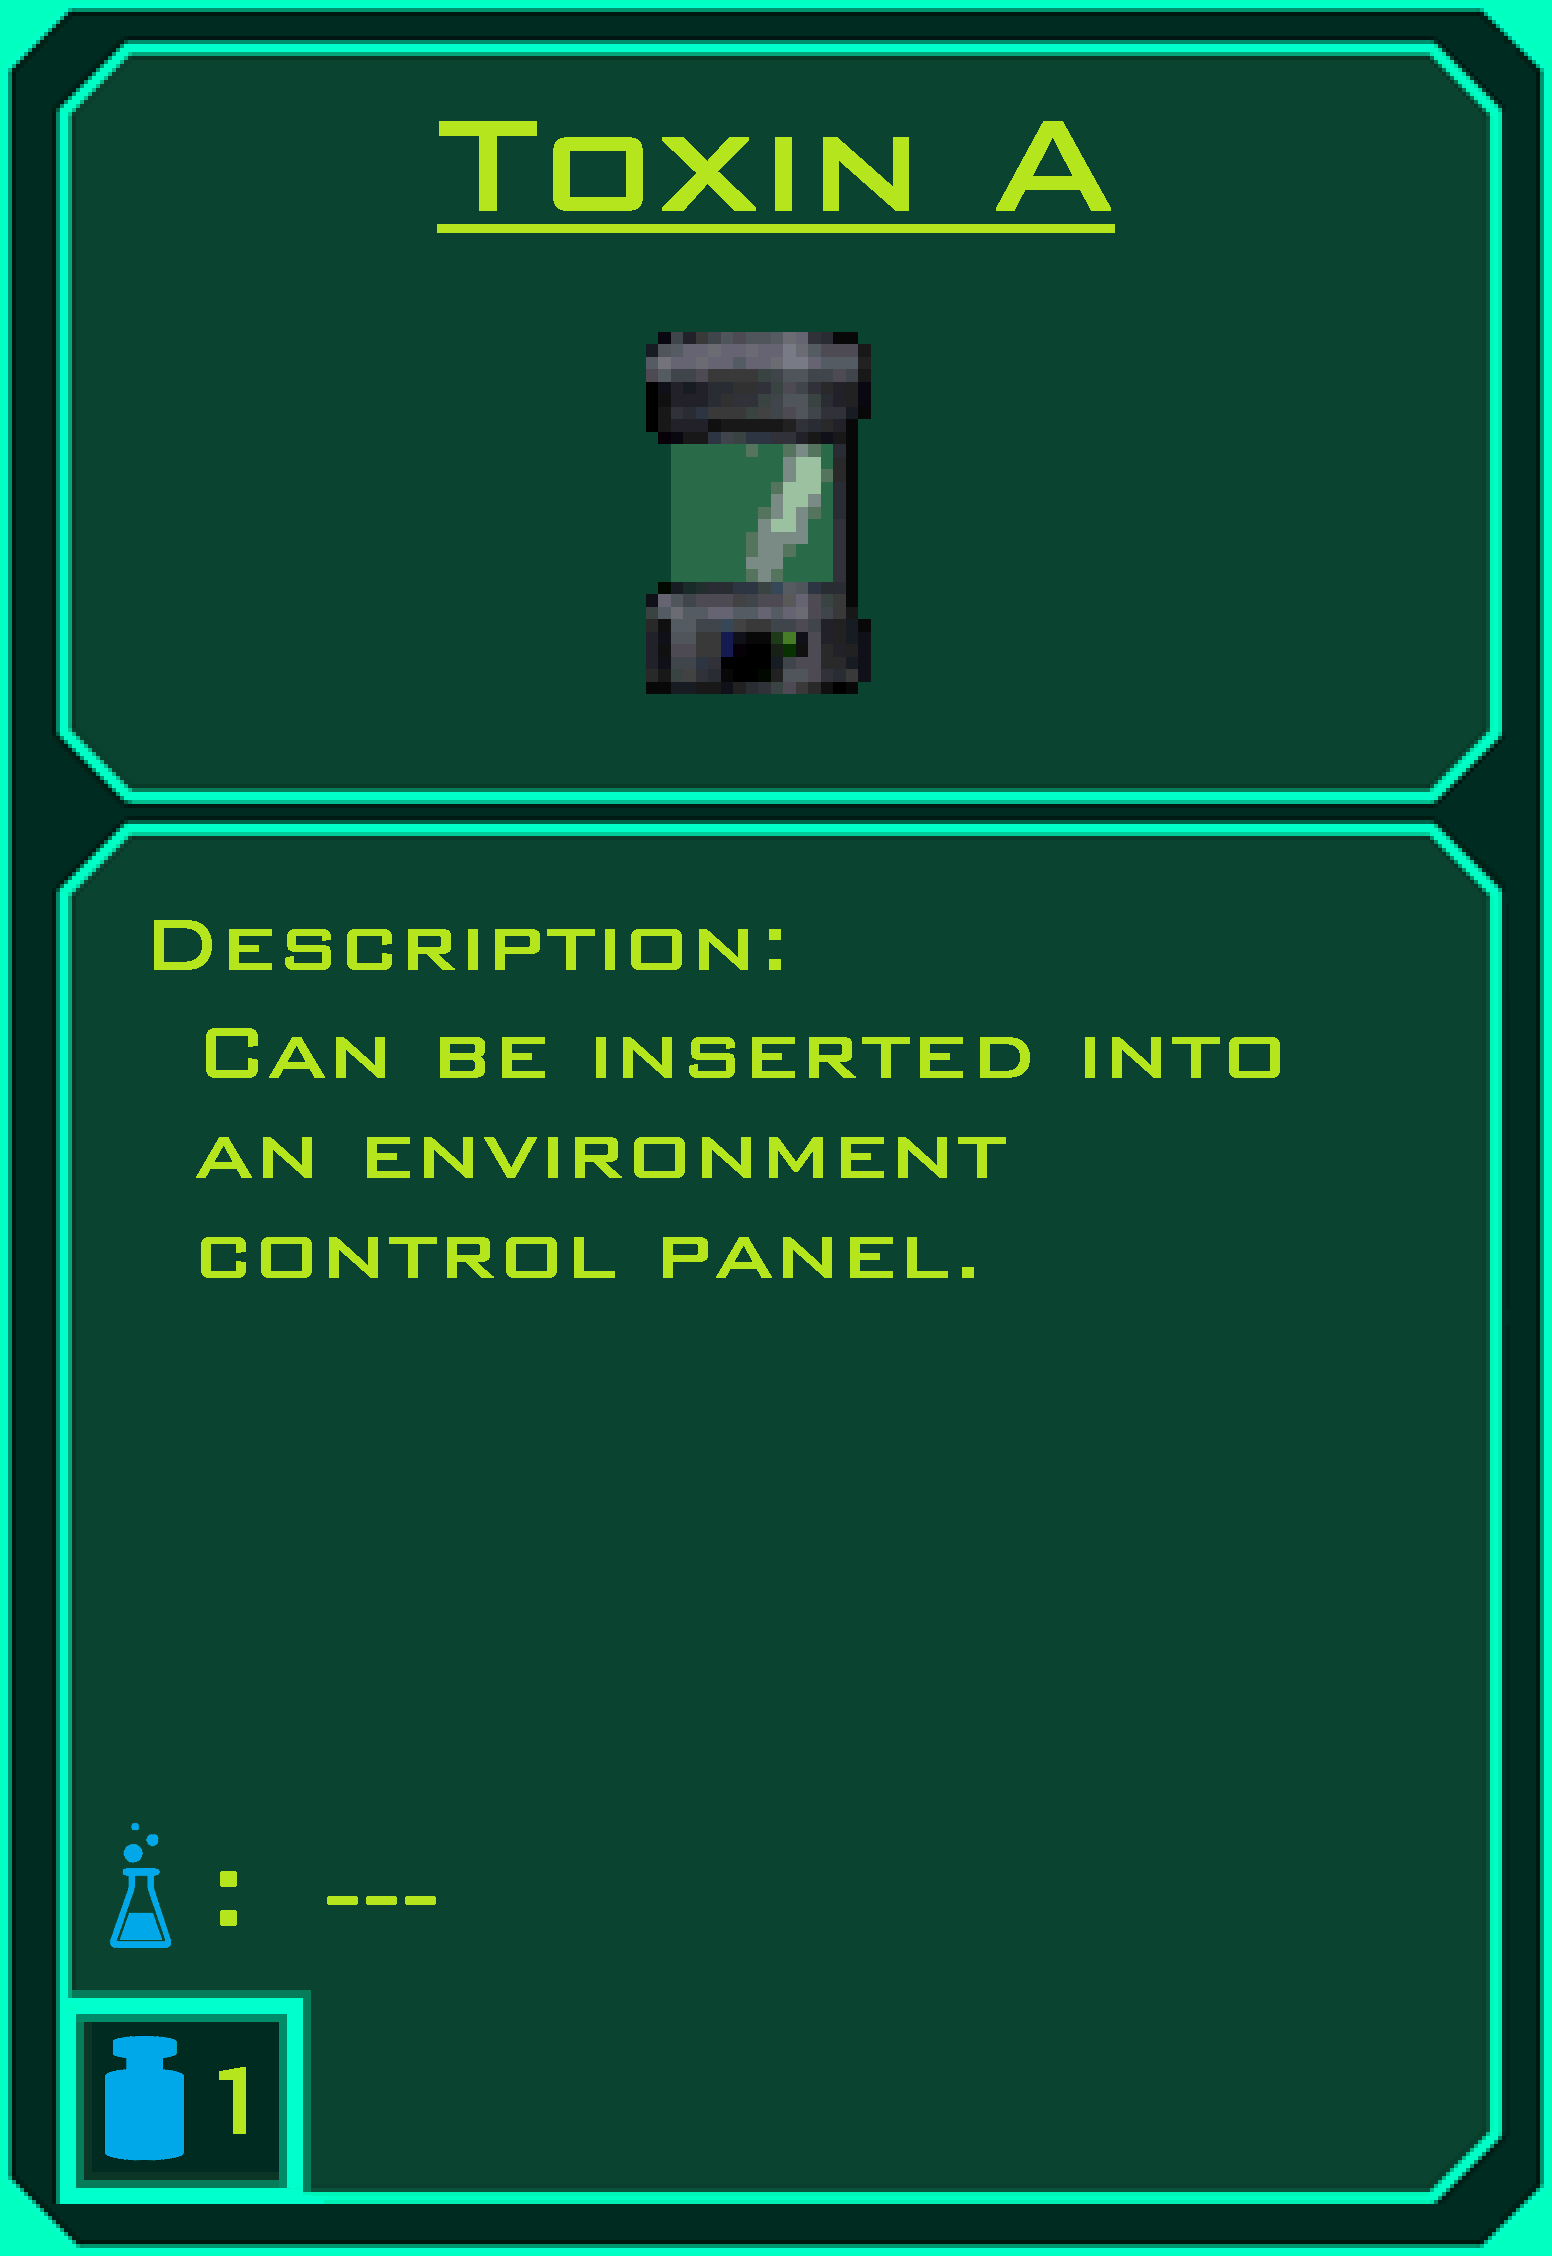 Toxin A
Description:
Can be inserted into
an environment
control panel.
: ---
1